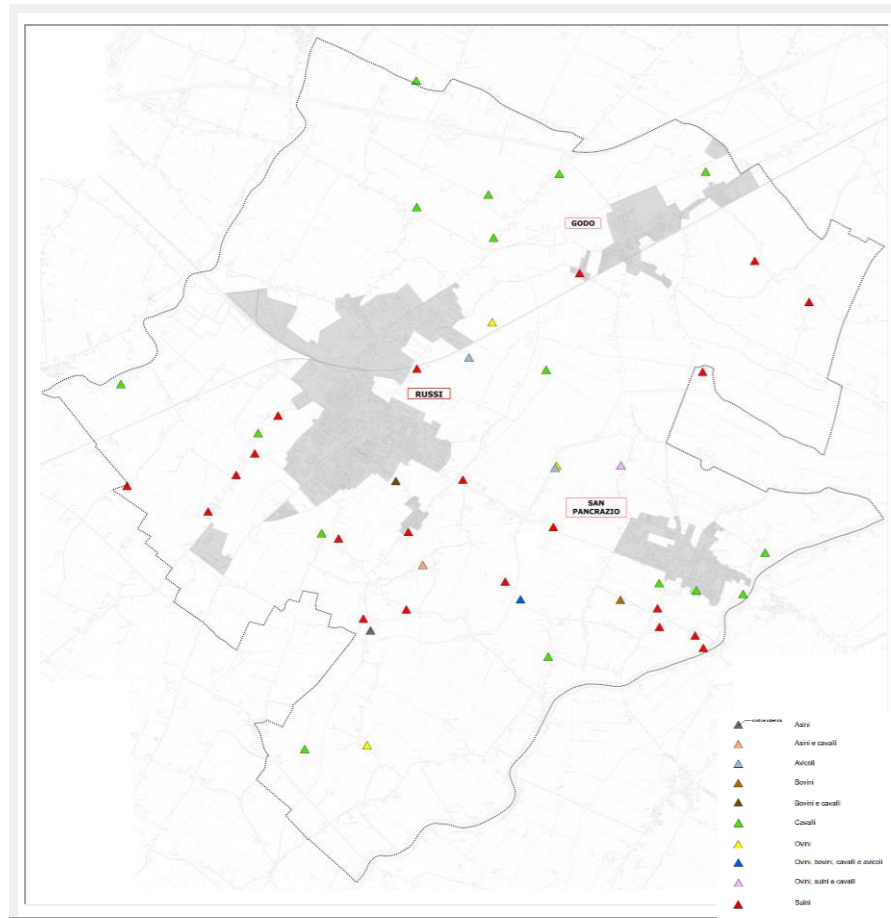 GODO
RUSSI
SAN
PANCRAZIO
Asini
Asini e cavalli
Avicoli
Bovini
Bovini e cavalli
Cavalli
Ovini
Ovini, bovini, cavalli e avicoli
Ovini, suini e cavalli
Suini